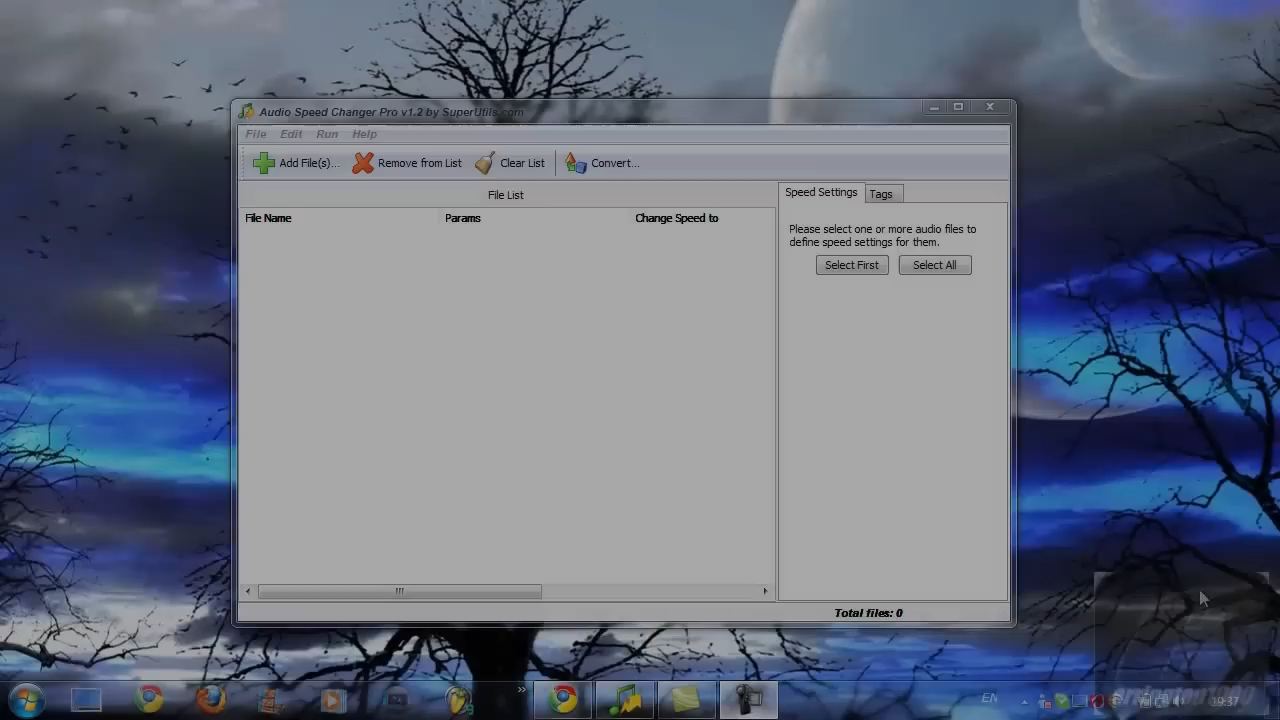 Audio Speed Changer Pro v1.2 by SuperUtils.com
File Edit Run Help
Add File(s)... Remove from List Clear List Convert...
File List
Speed Settings Tags
File Name Params Change Speed to
Please select one or more audio files to
define speed settings for them.
Select First Select All
Total files: 0
EN
19:37